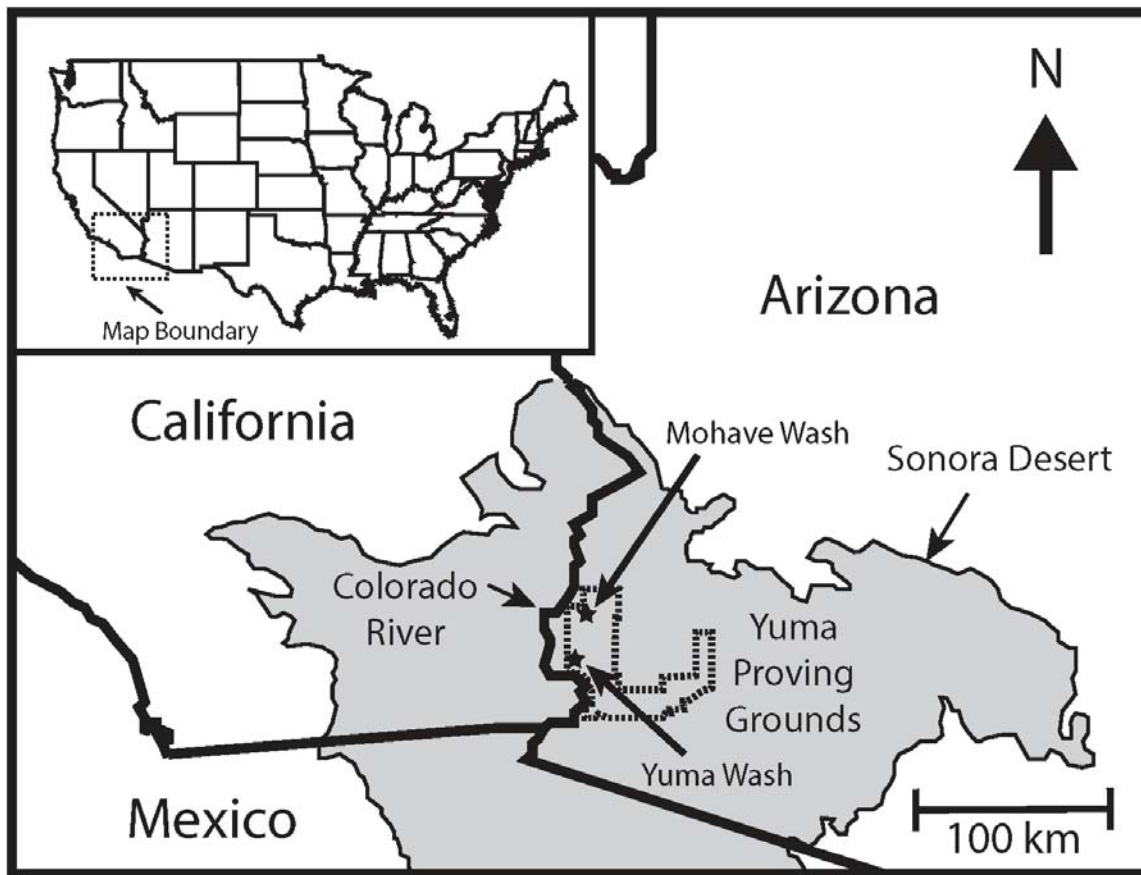 Map Boundary
N
Arizona
California
Mohave Wash
Sonora Desert
Colorado
River
Yuma
Proving
Grounds
Yuma Wash
Mexico
100 km